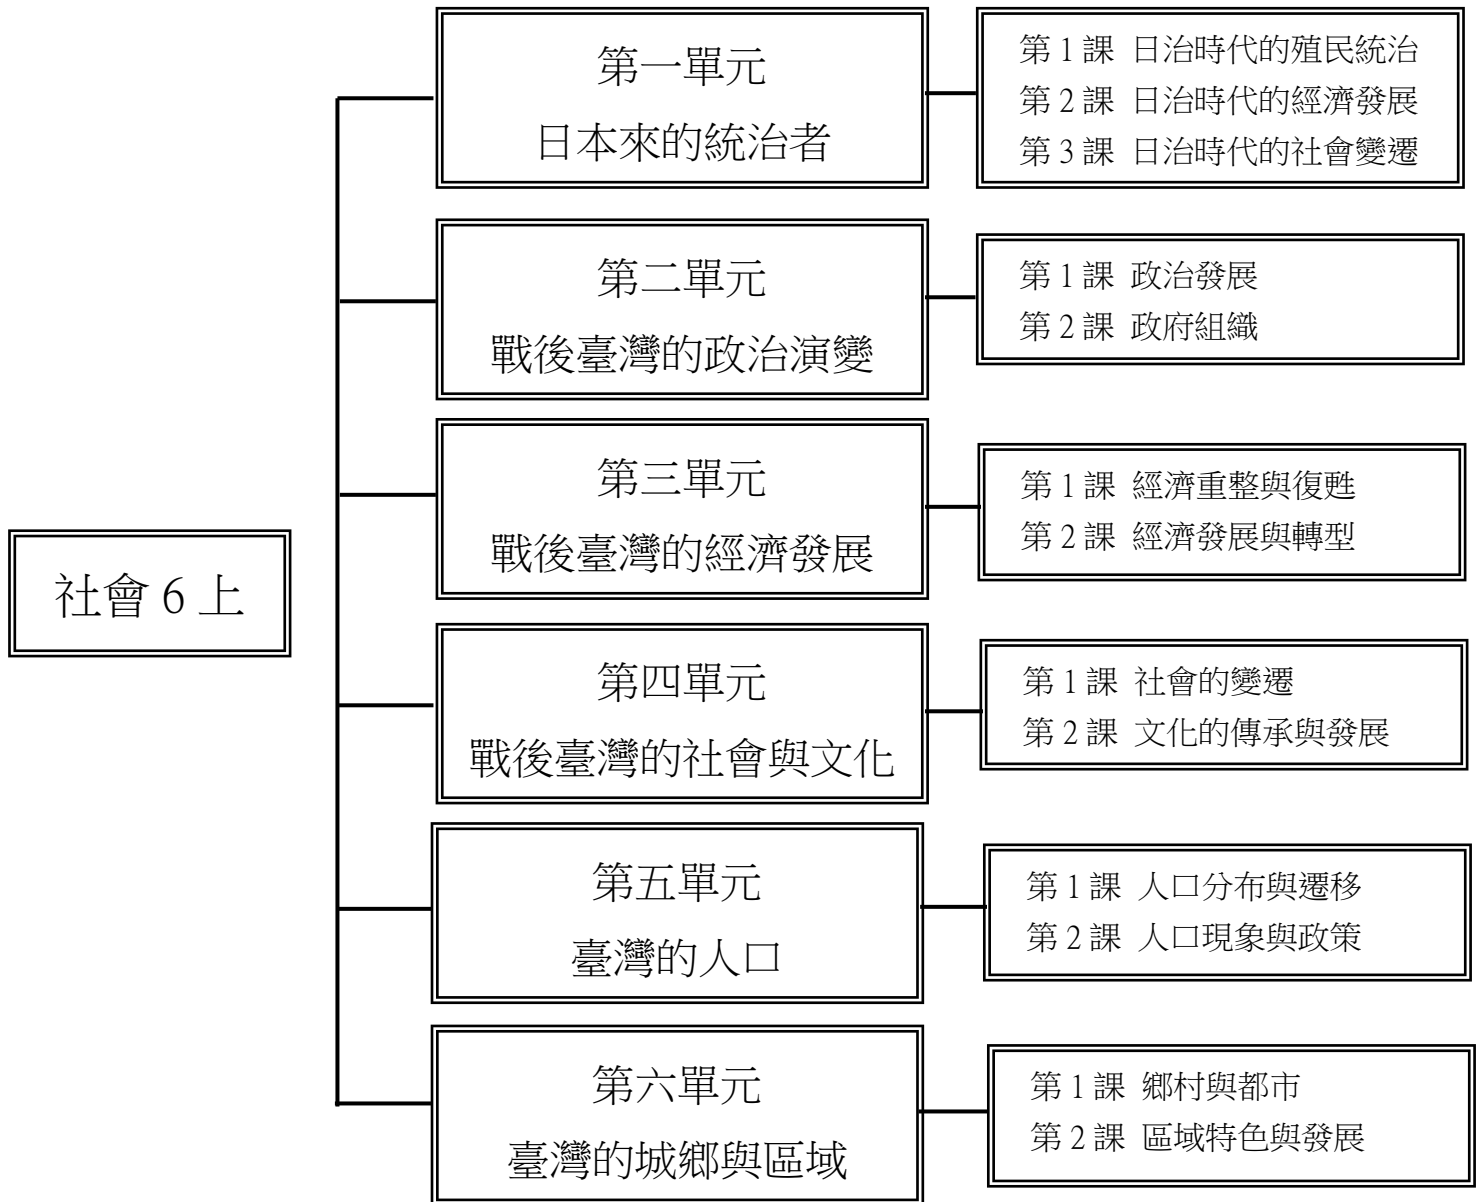 社會 6 上
第一單元
日本來的統治者
第 1 課 日治時代的殖民統治
第 2 課 日治時代的經濟發展
第 3 課 日治時代的社會變遷
第二單元
戰後臺灣的政治演變
第 1 課 政治發展
第 2 課 政府組織
第三單元
戰後臺灣的經濟發展
第 1 課 經濟重整與復甦
第 2 課 經濟發展與轉型
第四單元
戰後臺灣的社會與文化
第 1 課 社會的變遷
第 2 課 文化的傳承與發展
第五單元
臺灣的人口
第 1 課 人口分布與遷移
第 2 課 人口現象與政策
第六單元
臺灣的城鄉與區域
第 1 課 鄉村與都市
第 2 課 區域特色與發展